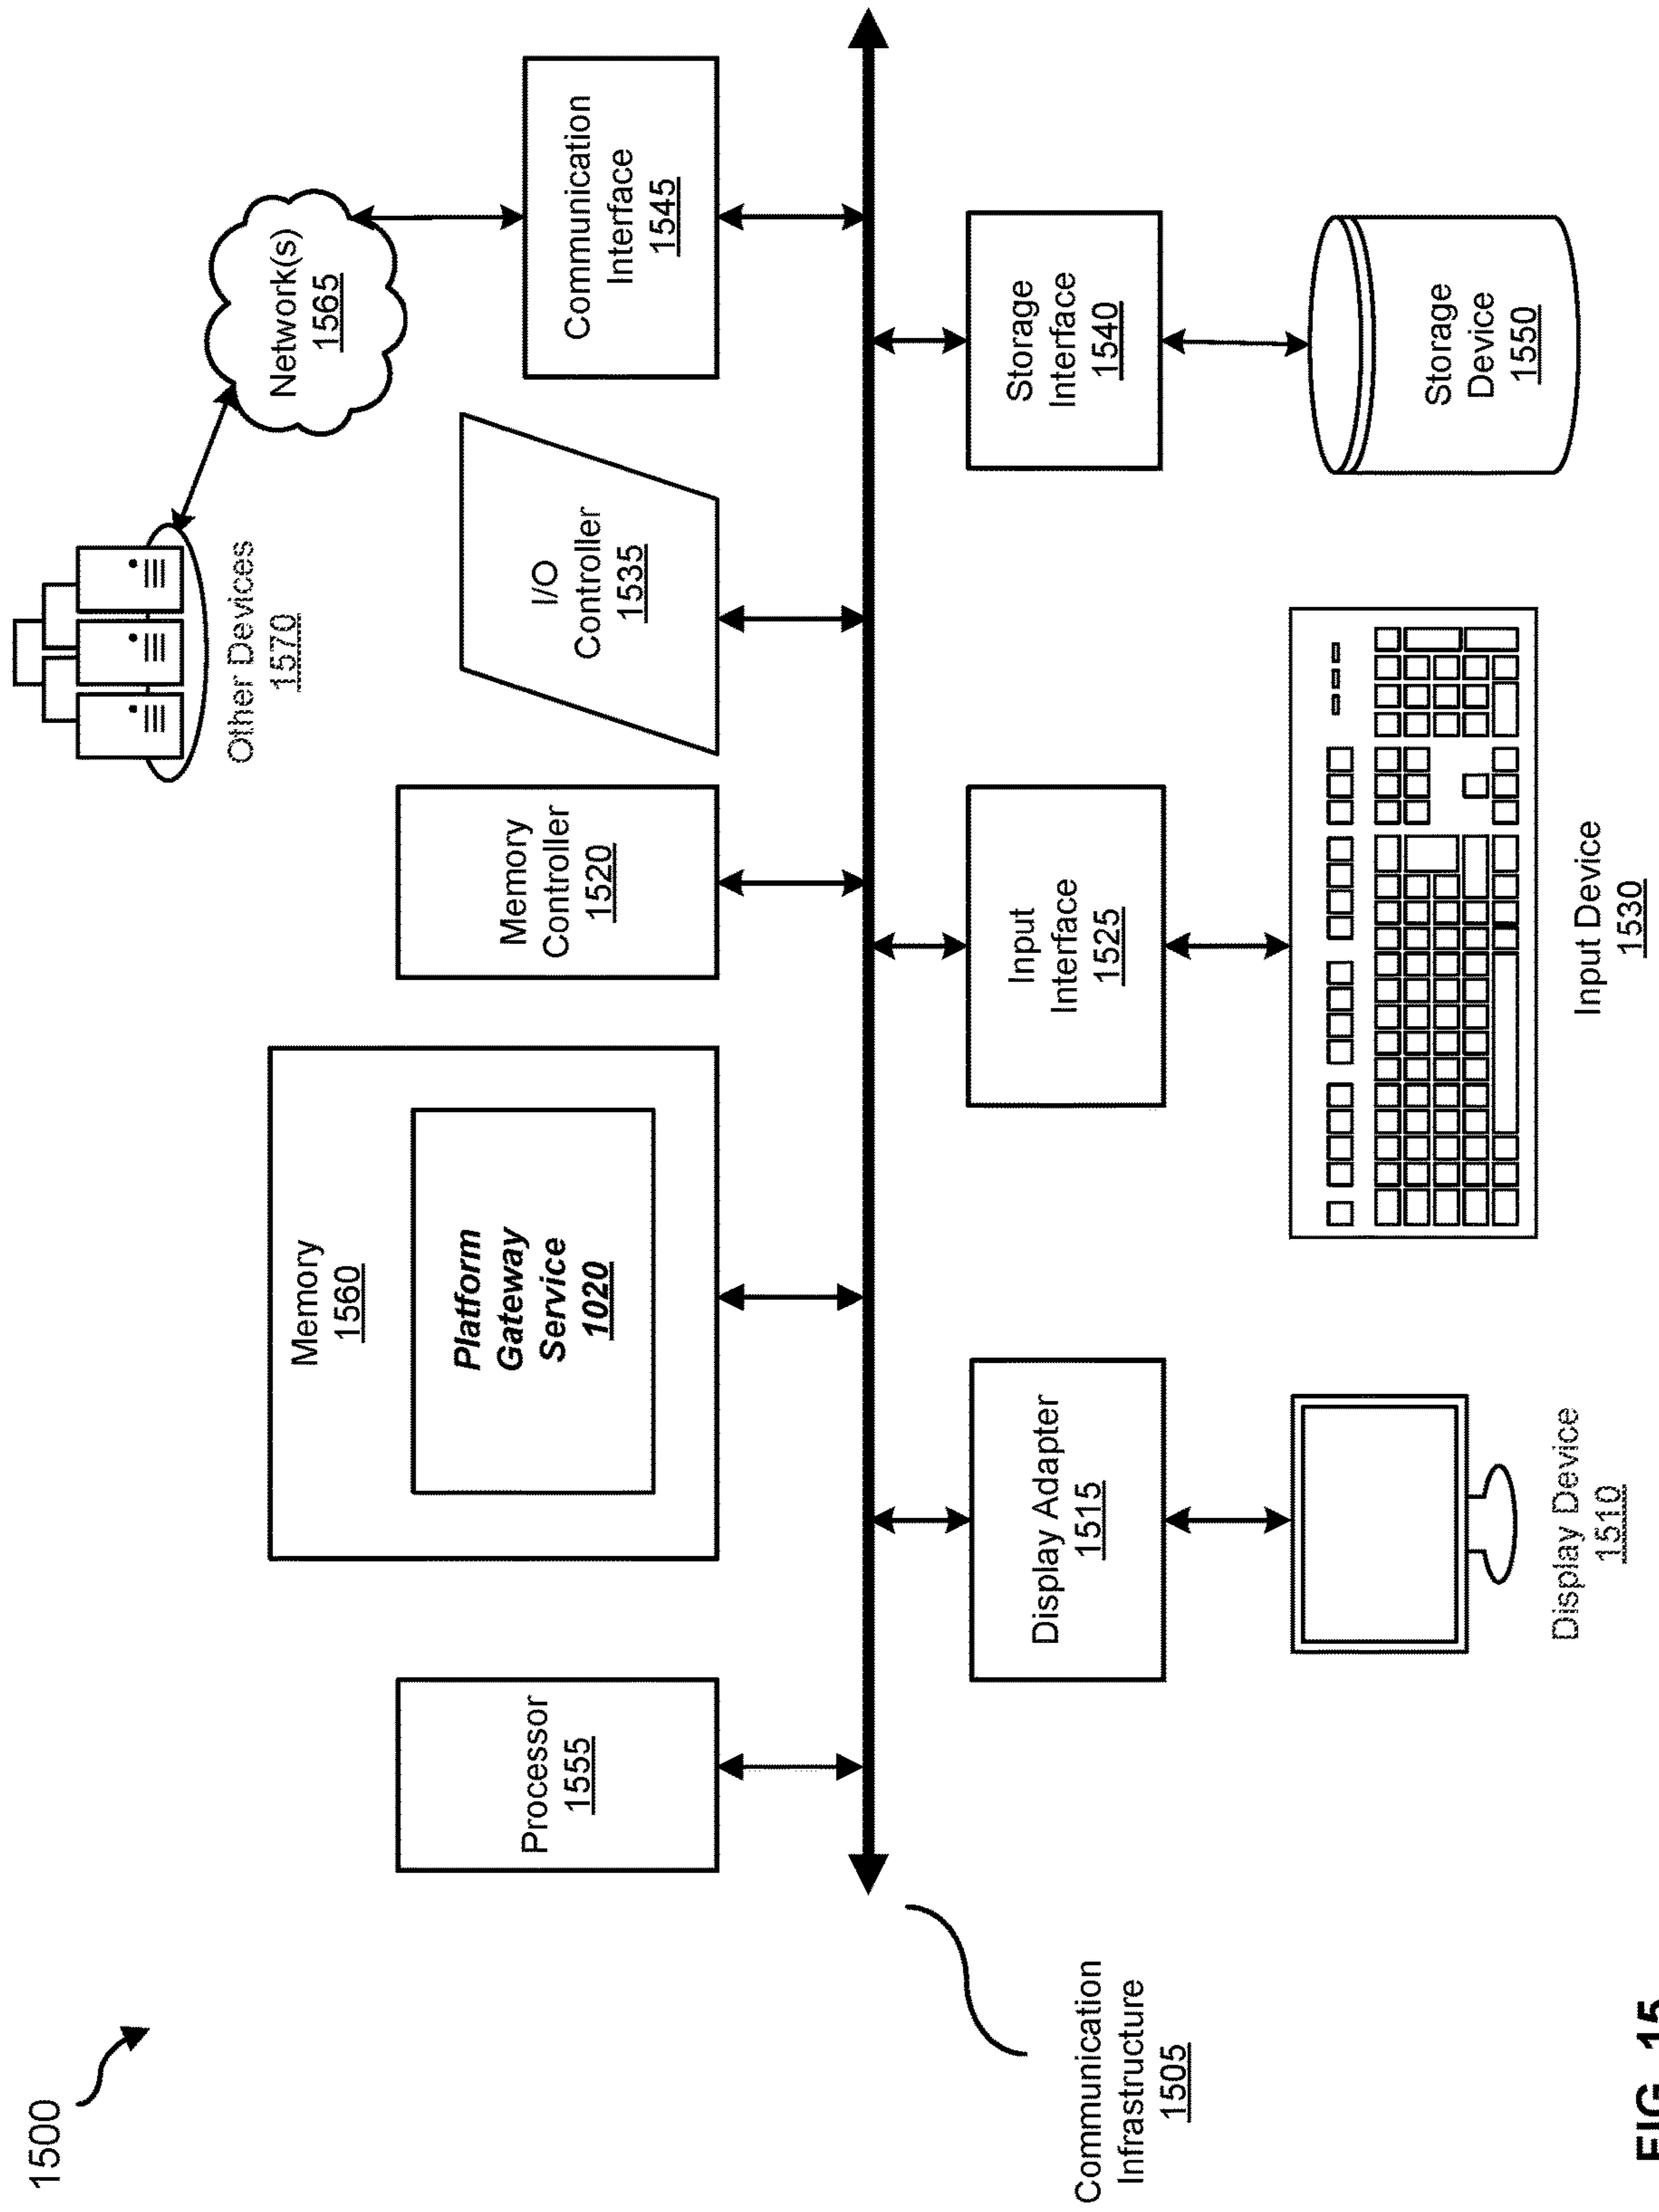 1500
Other Devices
1570
Network(s)
1565
Processor
1555
Memory
1560
Platform
Gateway
Service
1020
Memory
Controller
1520
I/O
Controller
1535
Communication
Interface
1545
Communication
Infrastructure
1505
Display Adapter
1515
Input
Interface
1525
Storage
Interface
1540
Display Device
1510
Input Device
1530
Storage
Device
1550
FIG. 15